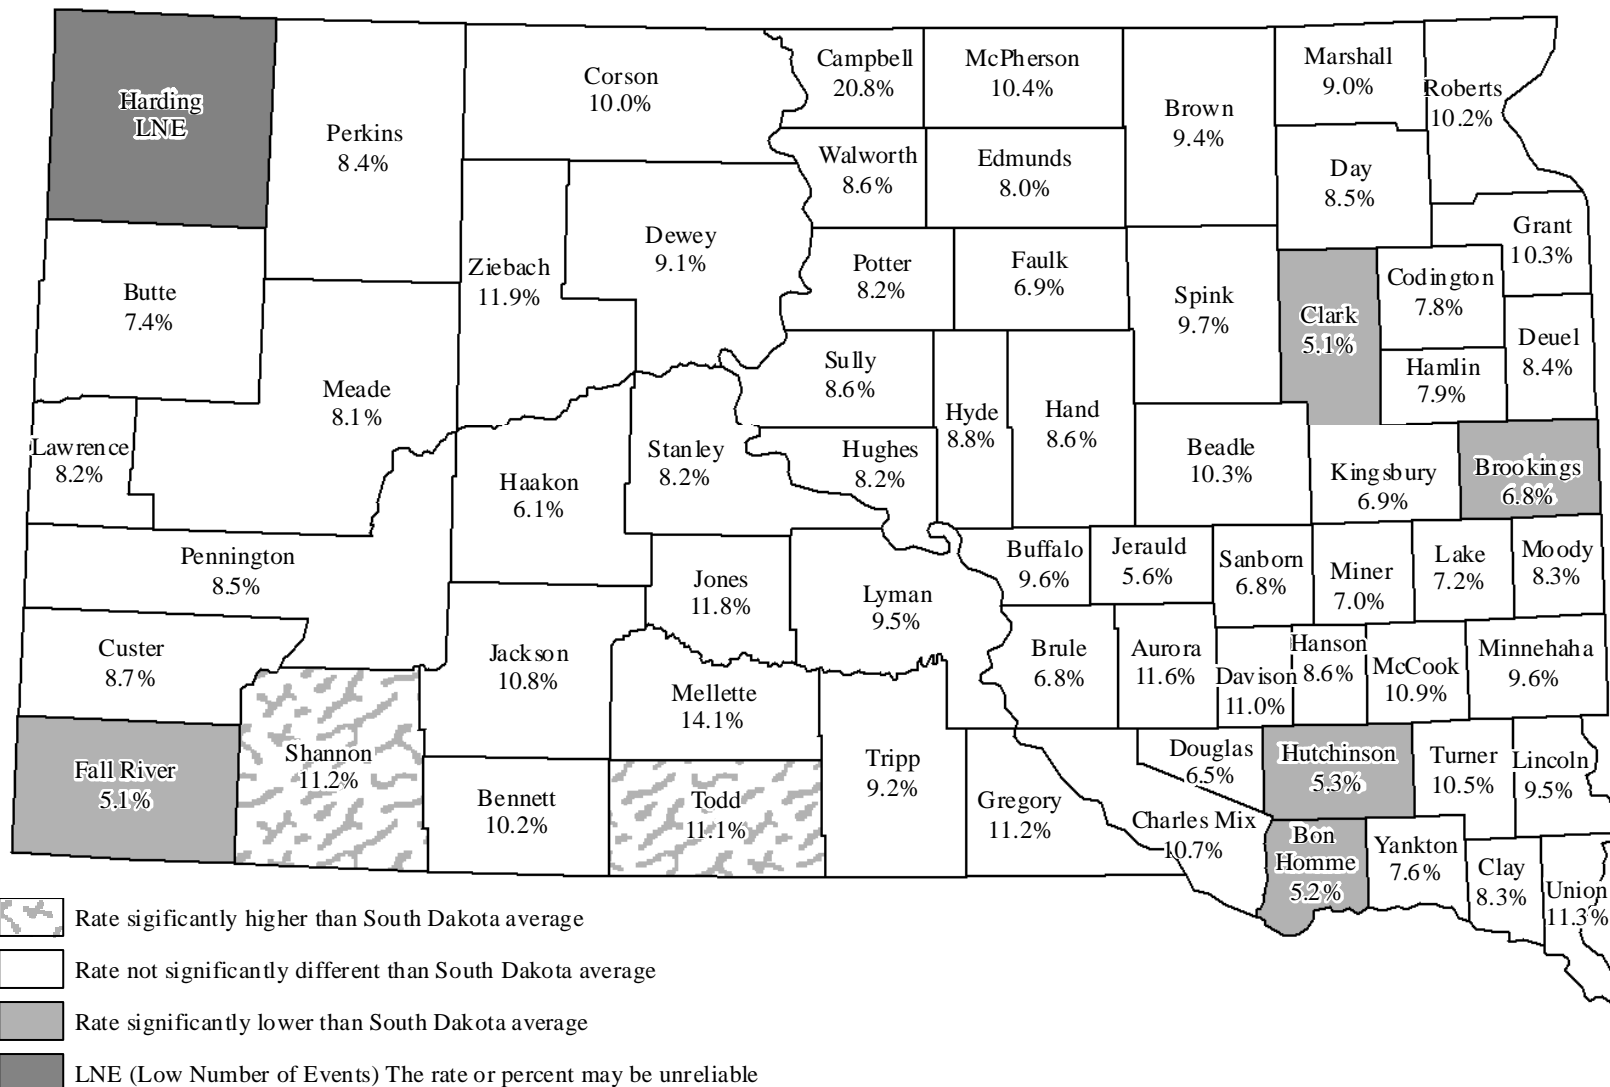 Harding
LNE
Perkins
8.4%
Corson
10.0%
Campbell
20.8%
McPherson
10.4%
Brown
9.4%
Marshall
9.0%
Roberts
10.2%
Walworth
8.6%
Edmunds
8.0%
Day
8.5%
Grant
10.3%
Butte
7.4%
Ziebach
11.9%
Dewey
9.1%
Potter
8.2%
Faulk
6.9%
Spink
9.7%
Clark
5.1%
Codington
7.8%
Deuel
8.4%
Hamlin
7.9%
Meade
8.1%
Sully
8.6%
Hyde
8.8%
Hand
8.6%
Lawrence
8.2%
Haakon
6.1%
Stanley
8.2%
Hughes
8.2%
Beadle
10.3%
Kingsbury
6.9%
Brookings
6.8%
Pennington
8.5%
Jones
11.8%
Lyman
9.5%
Buffalo
9.6%
Jerauld
5.6%
Sanborn
6.8%
Miner
7.0%
Lake
7.2%
Moody
8.3%
Custer
8.7%
Jackson
10.8%
Mellette
14.1%
Brule
6.8%
Aurora
11.6%
Davison
11.0%
Hanson
8.6%
McCook
10.9%
Minnehaha
9.6%
Fall River
5.1%
Shannon
11.2%
Bennett
10.2%
Todd
11.1%
Tripp
9.2%
Gregory
11.2%
Douglas
6.5%
Charles Mix
10.7%
Hutchinson
5.3%
Turner
10.5%
Lincoln
9.5%
Bon
Homme
5.2%
Yankton
7.6%
Clay
8.3%
Union
11.3%
Rate sigificantly higher than South Dakota average
Rate not significantly different than South Dakota average
Rate significantly lower than South Dakota average
LNE (Low Number of Events) The rate or percent may be unreliable